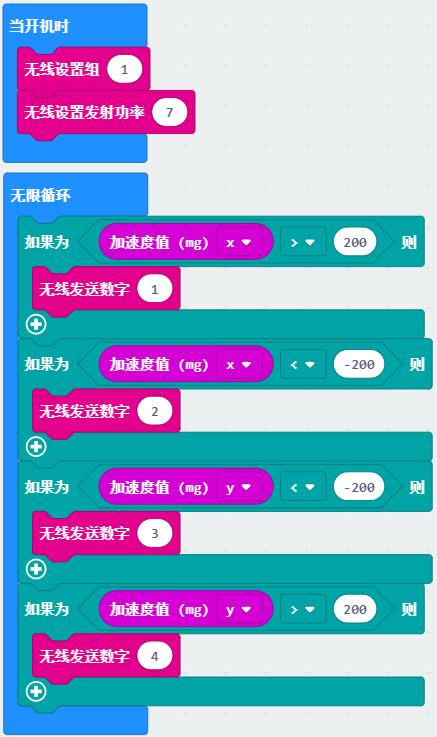 当开机时
无线设置组 1
无线设置发射功率 7
无限循环
如果为 加速度值 (mg) x > 200 则
无线发送数字 1
如果为 加速度值 (mg) x < -200 则
无线发送数字 2
如果为 加速度值 (mg) y < -200 则
无线发送数字 3
如果为 加速度值 (mg) y > 200 则
无线发送数字 4